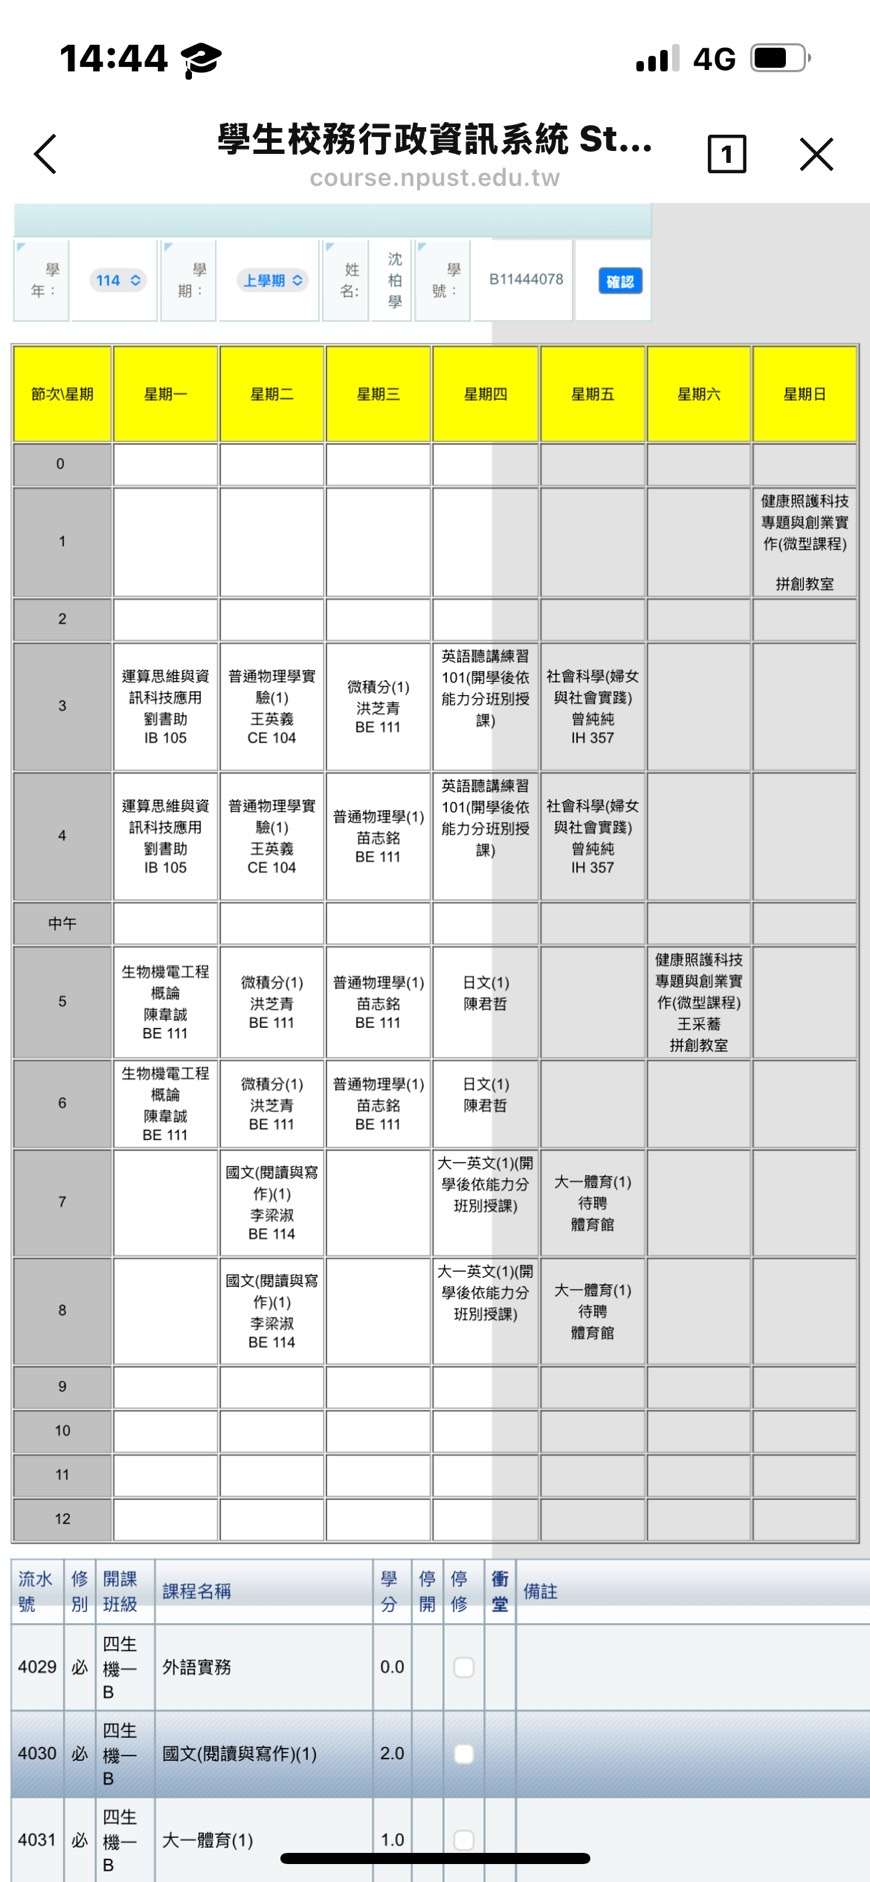 14:44
4G
學生校務行政資訊系統 St...
course.npust.edu.tw
1
學年：
114
學期：
上學期
姓名:
沈柏學
學號：
B11444078
確認
節次\星期 星期一 星期二 星期三 星期四 星期五 星期六 星期日
0
1
健康照護科技
專題與創業實
作(微型課程)
拼創教室
2
3
運算思維與資
訊科技應用
劉書助
IB 105
普通物理學實
驗(1)
王英義
CE 104
微積分(1)
洪芝青
BE 111
英語聽講練習
101(開學後依
能力分班別授
課)
社會科學(婦女
與社會實踐)
曾純純
IH 357
4
運算思維與資
訊科技應用
劉書助
IB 105
普通物理學實
驗(1)
王英義
CE 104
普通物理學(1)
苗志銘
BE 111
英語聽講練習
101(開學後依
能力分班別授
課)
社會科學(婦女
與社會實踐)
曾純純
IH 357
中午
5
生物機電工程
概論
陳韋誠
BE 111
微積分(1)
洪芝青
BE 111
普通物理學(1)
苗志銘
BE 111
日文(1)
陳君哲
健康照護科技
專題與創業實
作(微型課程)
王采蕎
拼創教室
6
生物機電工程
概論
陳韋誠
BE 111
微積分(1)
洪芝青
BE 111
普通物理學(1)
苗志銘
BE 111
日文(1)
陳君哲
7
國文(閱讀與寫
作)(1)
李梁淑
BE 114
大一英文(1)(開
學後依能力分
班別授課)
大一體育(1)
待聘
體育館
8
國文(閱讀與寫
作)(1)
李梁淑
BE 114
大一英文(1)(開
學後依能力分
班別授課)
大一體育(1)
待聘
體育館
9
10
11
12
流水號 修別 開課班級 課程名稱 學分 停開 停修 衝堂 備註
4029 必 四生機一B 外語實務 0.0
4030 必 四生機一B 國文(閱讀與寫作)(1) 2.0
4031 必 四生機一B 大一體育(1) 1.0